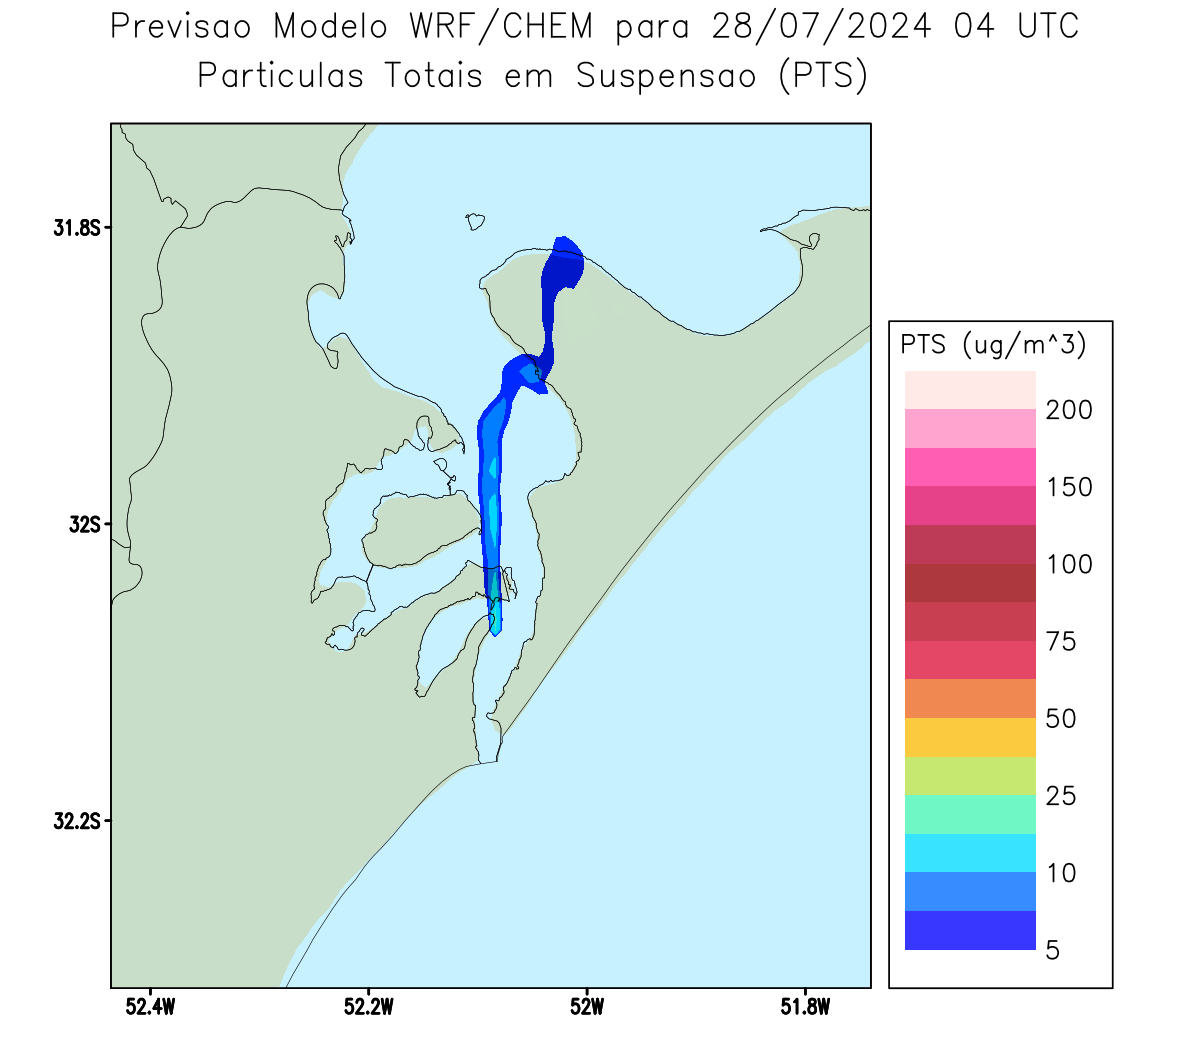 Previsao Modelo WRF/CHEM para 28/07/2024 04 UTC
Particulas Totais em Suspensao (PTS)
31.8S
32S
32.2S
52.4W
52.2W
52W
51.8W
PTS (ug/m^3)
200
150
100
75
50
25
10
5